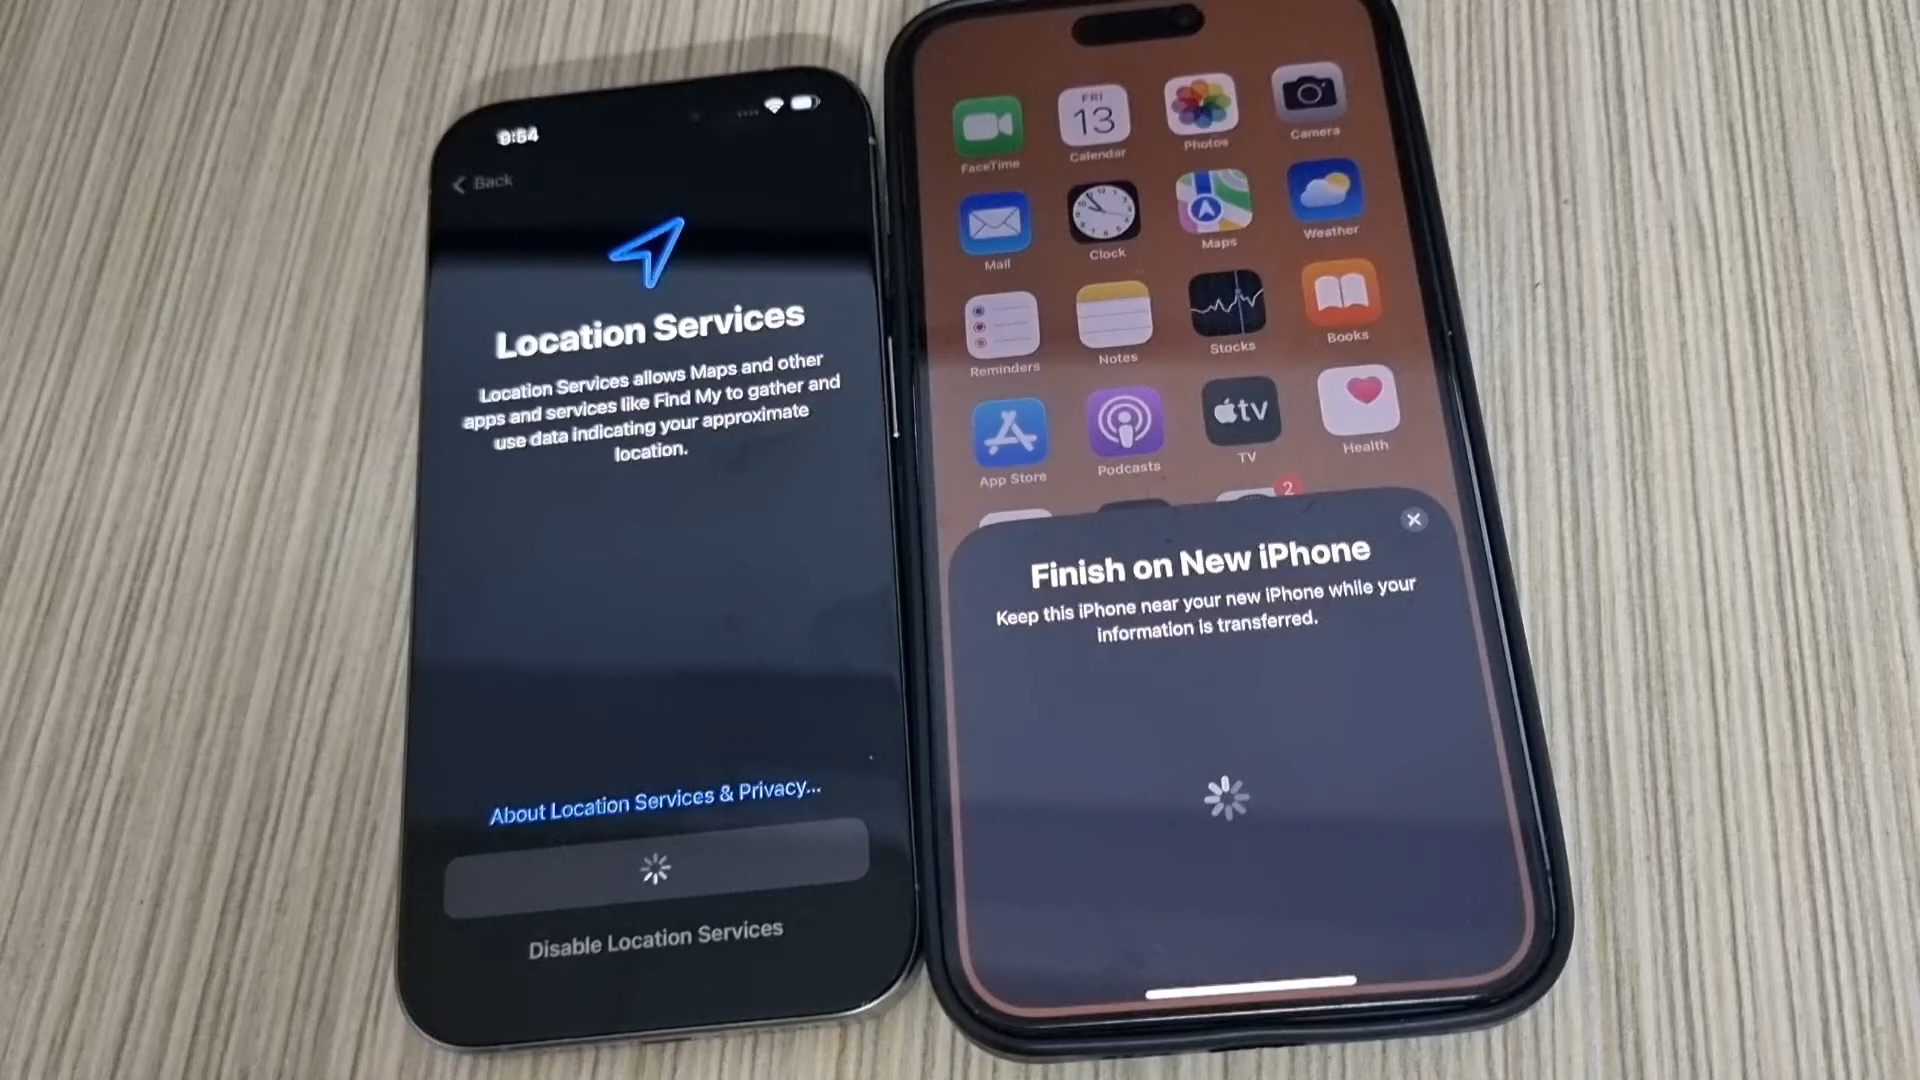 9:54
Back
Location Services
Location Services allows Maps and other
apps and services like Find My to gather and
use data indicating your approximate
location.
About Location Services & Privacy...
Disable Location Services
FRI
13
FaceTime
Calendar
Photos
Camera
Mail
Clock
Maps
Weather
Reminders
Notes
Stocks
Books
tv
App Store
Podcasts
TV
Health
2
Finish on New iPhone
Keep this iPhone near your new iPhone while your
information is transferred.